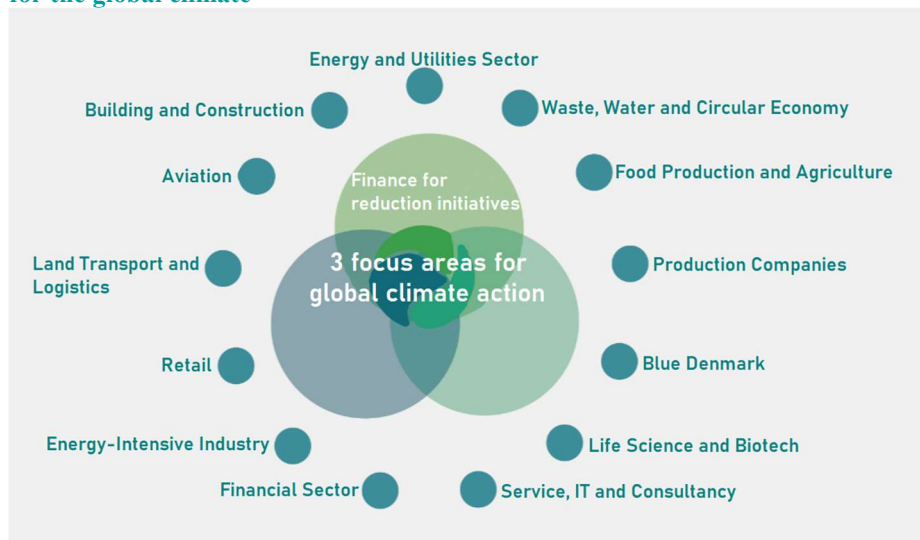 for the global climate
Energy and Utilities Sector
Building and Construction
Waste, Water and Circular Economy
Aviation
Finance for
reduction initiatives
Food Production and Agriculture
Land Transport and
Logistics
3 focus areas for
global climate action
Production Companies
Retail
Blue Denmark
Energy-Intensive Industry
Life Science and Biotech
Financial Sector
Service, IT and Consultancy